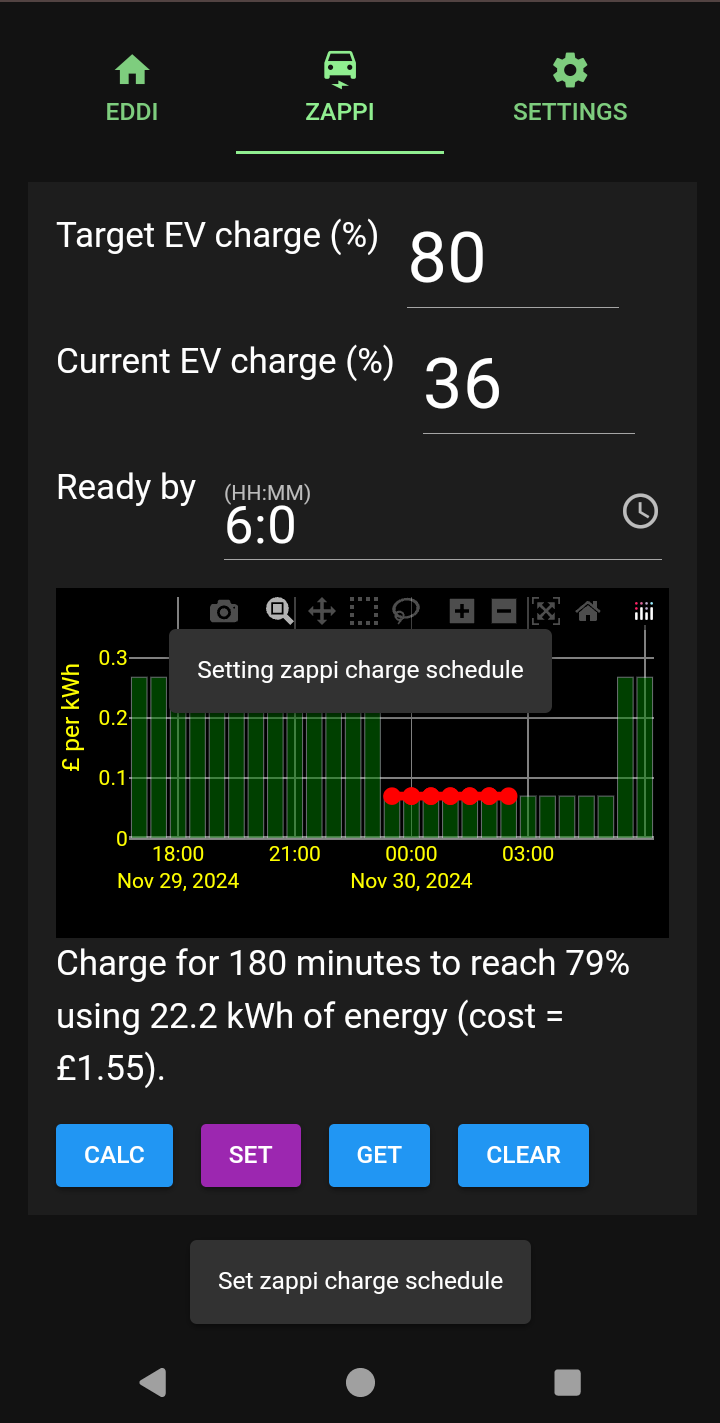 EDDI
ZAPPI
SETTINGS
Target EV charge (%)
80
Current EV charge (%)
36
Ready by
(HH:MM)
6:0
Setting zappi charge schedule
£ per kWh
0.3
0.2
0.1
0
18:00
21:00
00:00
03:00
Nov 29, 2024
Nov 30, 2024
Charge for 180 minutes to reach 79%
using 22.2 kWh of energy (cost =
£1.55).
CALC
SET
GET
CLEAR
Set zappi charge schedule